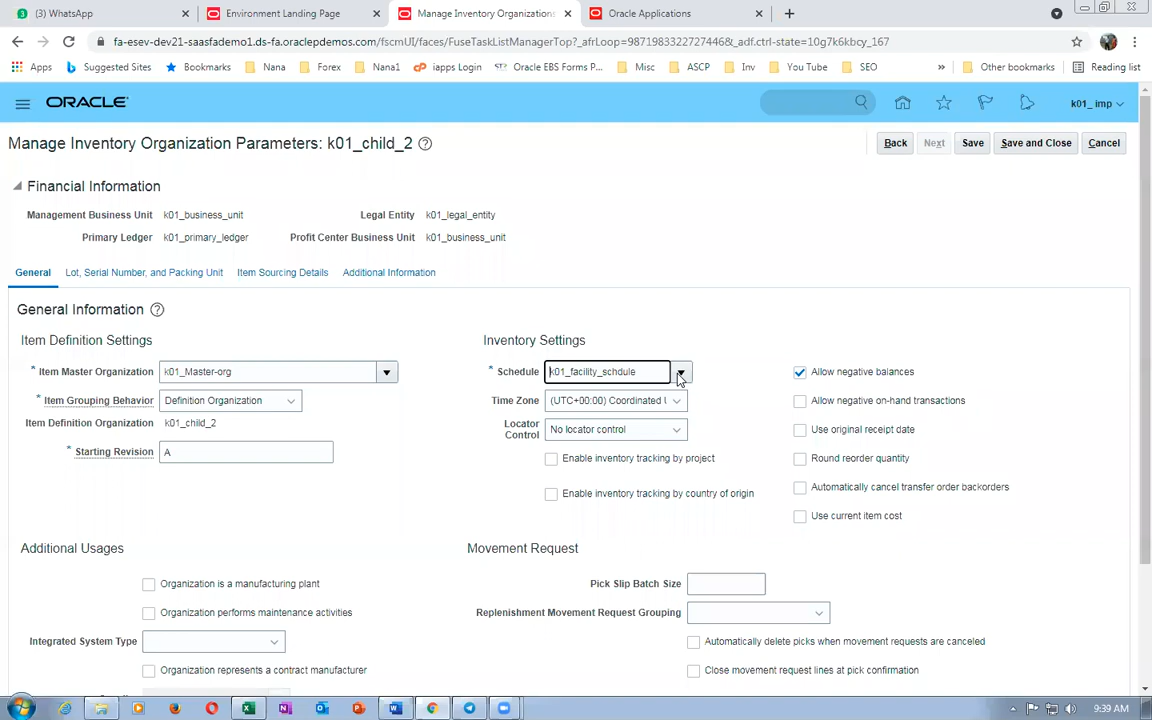 3 (3) WhatsApp
Environment Landing Page
Manage Inventory Organizations
Oracle Applications
fa-esev-dev21-saasfademo1.ds-fa.oraclepdemos.com/fscmUI/faces/FuseTaskListManagerTop?_afrLoop=9871983322727446&_adf.ctrl-state=10g7k6kbcy_167
Apps
Suggested Sites
Bookmarks
Nana
Forex
Nana1
iapps Login
Oracle EBS Forms P...
Misc
ASCP
Inv
You Tube
SEO
»
Other bookmarks
Reading list
ORACLE
k01_ imp
Manage Inventory Organization Parameters: k01_child_2
Back
Next
Save
Save and Close
Cancel
Financial Information
Management Business Unit k01_business_unit
Legal Entity k01_legal_entity
Primary Ledger k01_primary_ledger
Profit Center Business Unit k01_business_unit
General
Lot, Serial Number, and Packing Unit
Item Sourcing Details
Additional Information
General Information
Item Definition Settings
* Item Master Organization k01_Master-org
* Item Grouping Behavior Definition Organization
Item Definition Organization k01_child_2
* Starting Revision A
Inventory Settings
* Schedule k01_facility_schdule
Time Zone (UTC+00:00) Coordinated U
Locator Control No locator control
Enable inventory tracking by project
Enable inventory tracking by country of origin
Allow negative balances
Allow negative on-hand transactions
Use original receipt date
Round reorder quantity
Automatically cancel transfer order backorders
Use current item cost
Additional Usages
Organization is a manufacturing plant
Organization performs maintenance activities
Integrated System Type
Organization represents a contract manufacturer
Movement Request
Pick Slip Batch Size
Replenishment Movement Request Grouping
Automatically delete picks when movement requests are canceled
Close movement request lines at pick confirmation
9:39 AM